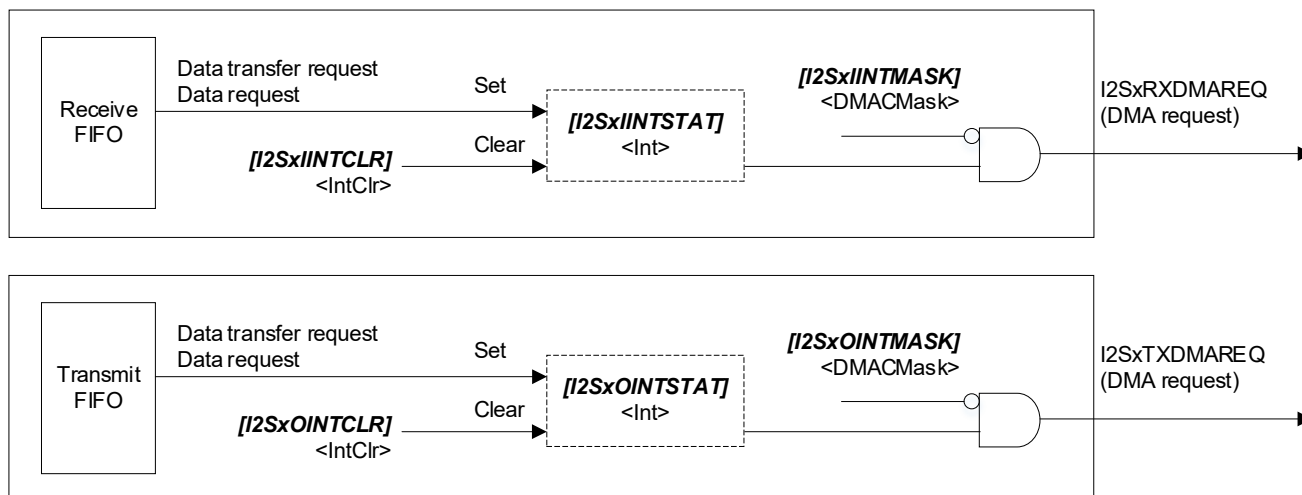 Receive
FIFO
Data transfer request
Data request
Set
Clear
[I2SxIINTCLR]
<IntClr>
[I2SxIINTSTAT]
<Int>
[I2SxIINTMASK]
<DMACMask>
I2SxRXDMAREQ
(DMA request)
Transmit
FIFO
Data transfer request
Data request
Set
Clear
[I2SxOINTCLR]
<IntClr>
[I2SxOINTSTAT]
<Int>
[I2SxOINTMASK]
<DMACMask>
I2SxTXDMAREQ
(DMA request)